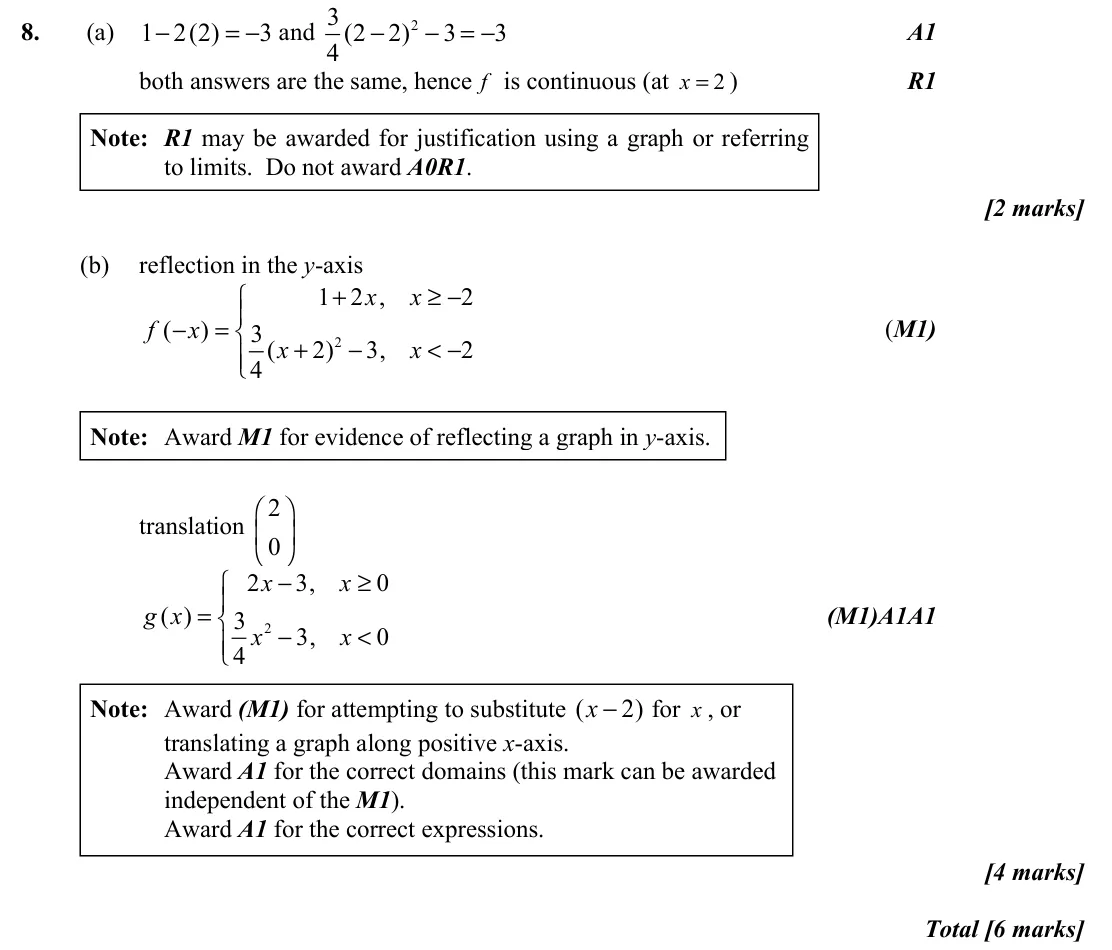 8. (a) 1−2(2) = −3 and 3/4(2−2)² −3 = −3 A1
both answers are the same, hence f is continuous (at x = 2) R1
Note: R1 may be awarded for justification using a graph or referring
to limits. Do not award A0R1.
[2 marks]
(b) reflection in the y-axis
f(−x) = { 1+2x, x ≥ −2
3/4(x+2)² −3, x < −2 (M1)
Note: Award M1 for evidence of reflecting a graph in y-axis.
translation (2
0)
g(x) = { 2x−3, x ≥ 0
3/4x² −3, x < 0 (M1)A1A1
Note: Award (M1) for attempting to substitute (x−2) for x, or
translating a graph along positive x-axis.
Award A1 for the correct domains (this mark can be awarded
independent of the M1).
Award A1 for the correct expressions.
[4 marks]
Total [6 marks]